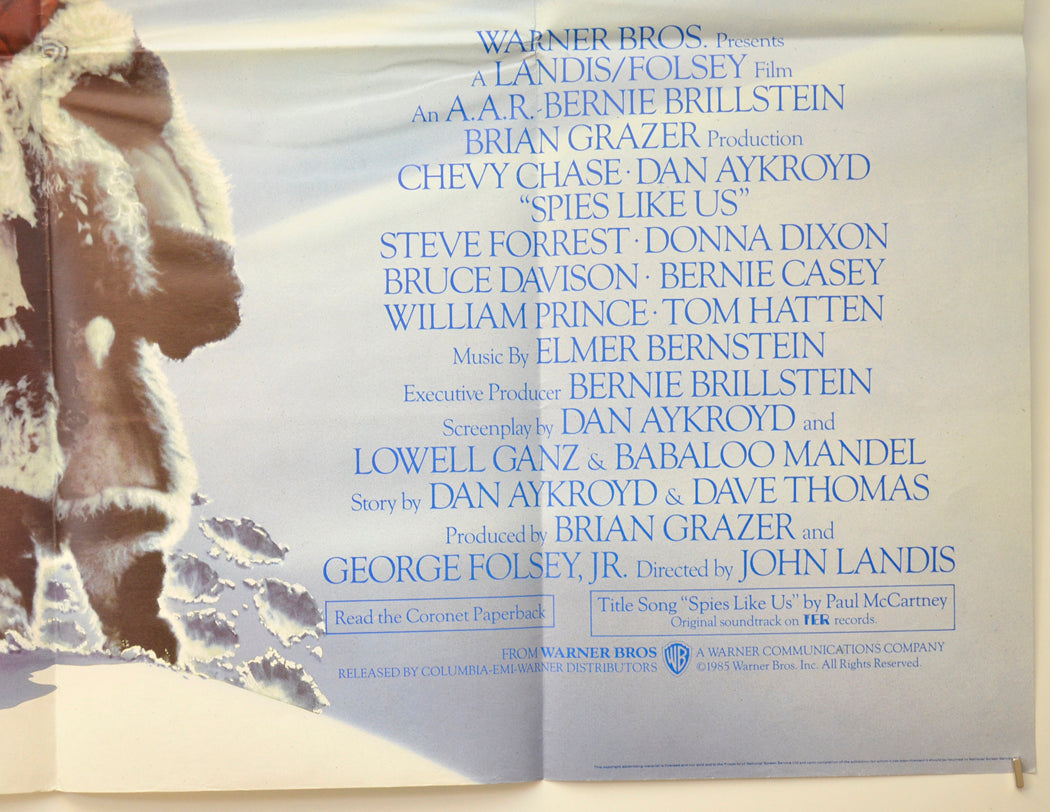 WARNER BROS. Presents
A LANDIS/FOLSEY Film
An A.A.R.-BERNIE BRILLSTEIN
BRIAN GRAZER Production
CHEVY CHASE · DAN AYKROYD
“SPIES LIKE US”
STEVE FORREST · DONNA DIXON
BRUCE DAVISON · BERNIE CASEY
WILLIAM PRINCE · TOM HATTEN
Music By ELMER BERNSTEIN
Executive Producer BERNIE BRILLSTEIN
Screenplay by DAN AYKROYD and
LOWELL GANZ & BABALOO MANDEL
Story by DAN AYKROYD & DAVE THOMAS
Produced by BRIAN GRAZER and
GEORGE FOLSEY, JR. Directed by JOHN LANDIS
Read the Coronet Paperback
Title Song “Spies Like Us” by Paul McCartney
Original soundtrack on TER records.
FROM WARNER BROS
RELEASED BY COLUMBIA-EMI-WARNER DISTRIBUTORS
WB
A WARNER COMMUNICATIONS COMPANY
©1985 Warner Bros. Inc. All Rights Reserved.